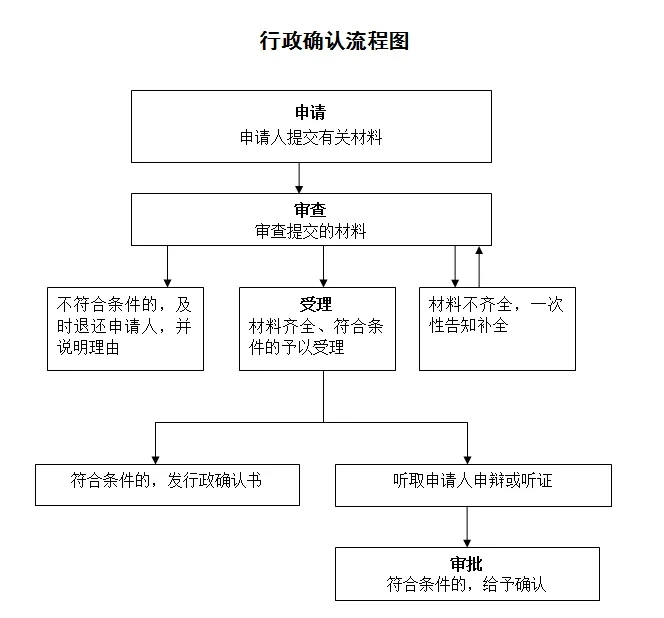 行政确认流程图
申请
申请人提交有关材料
审查
审查提交的材料
不符合条件的，及
时退还申请人，并
说明理由
受理
材料齐全、符合条
件的予以受理
材料不齐全，一次
性告知补全
符合条件的，发行政确认书
听取申请人申辩或听证
审批
符合条件的，给予确认